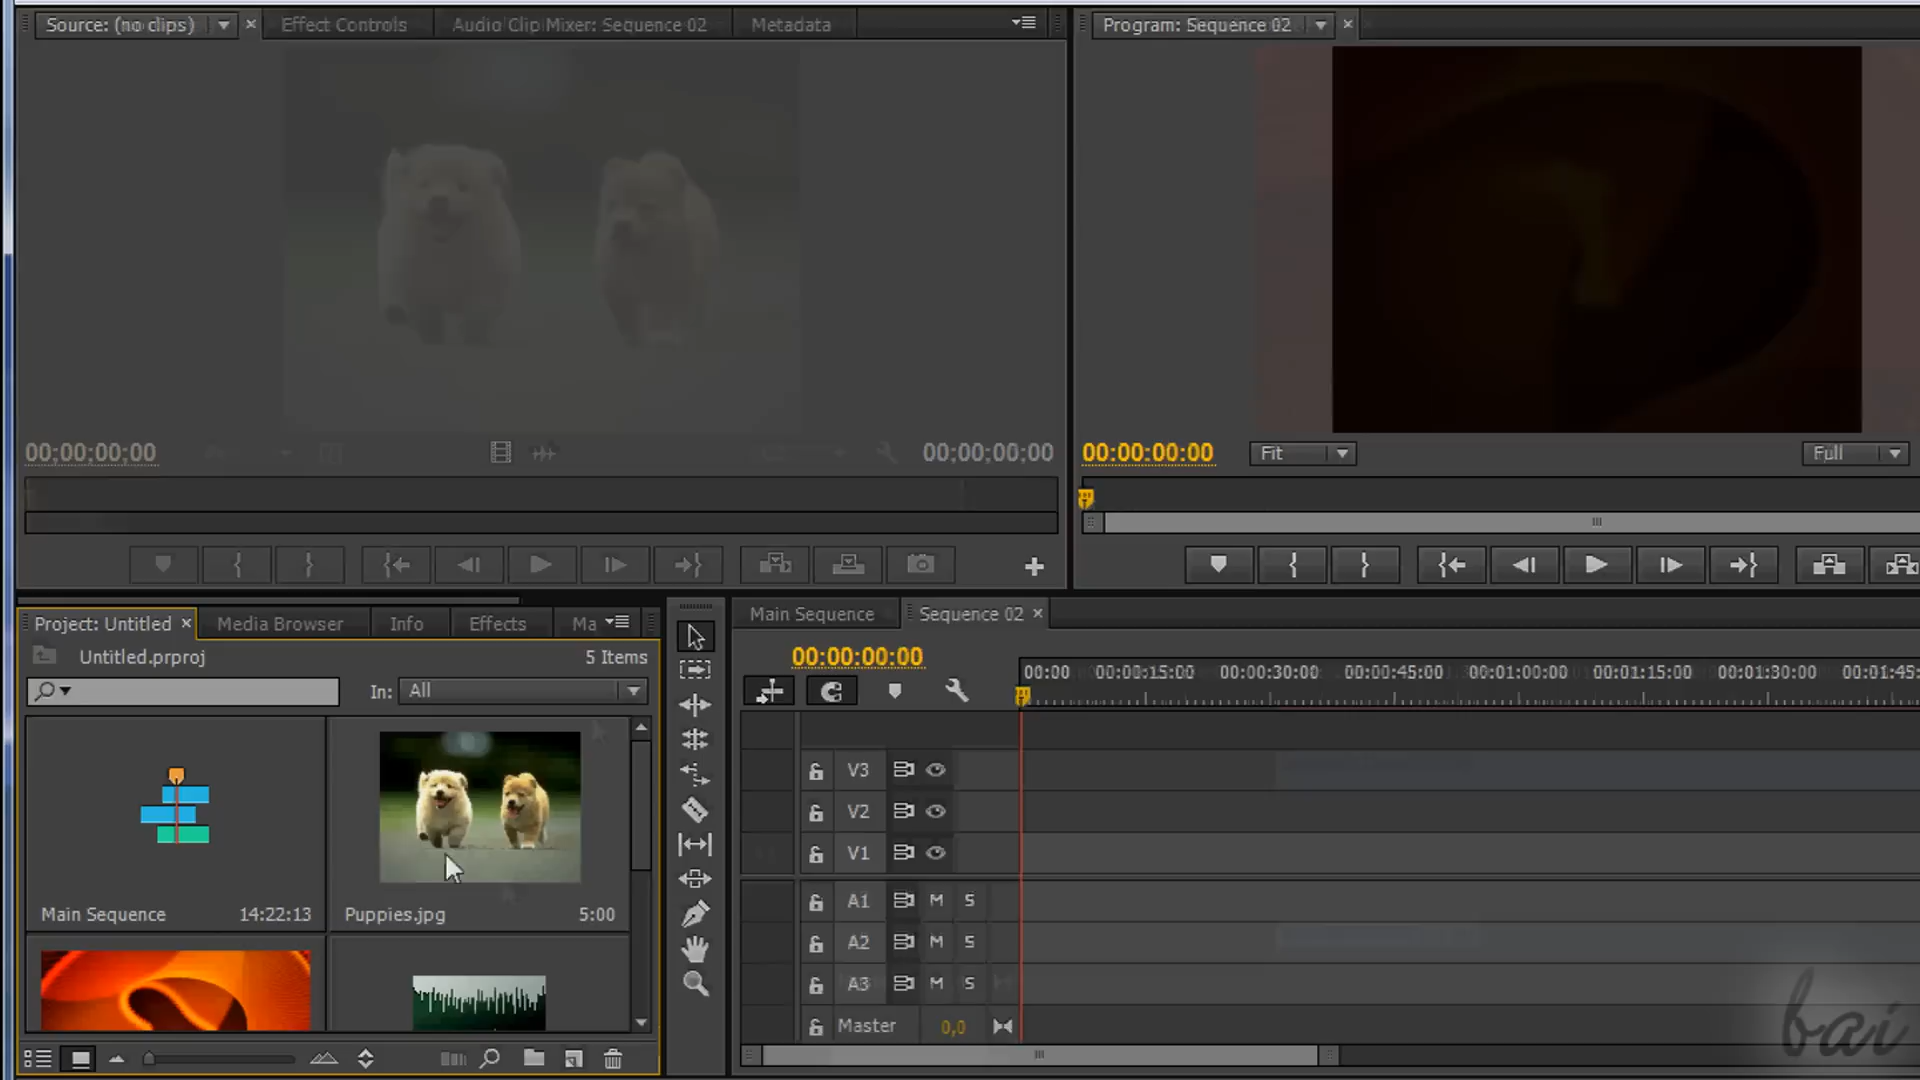 Source: (no clips)
Effect Controls
Audio Clip Mixer: Sequence 02
Metadata
Program: Sequence 02
00;00;00;00
00;00;00;00
00:00:00:00
Fit
Full
Project: Untitled
Media Browser
Info
Effects
Ma
Untitled.prproj
5 Items
In: All
Main Sequence 14:22:13
Puppies.jpg 5:00
Main Sequence
Sequence 02
00:00:00:00
00:00 00:00:15:00 00:00:30:00 00:00:45:00 00:01:00:00 00:01:15:00 00:01:30:00 00:01:45:
V3
V2
V1
A1 M S
A2 M S
A3 M S
Master 0,0
bai